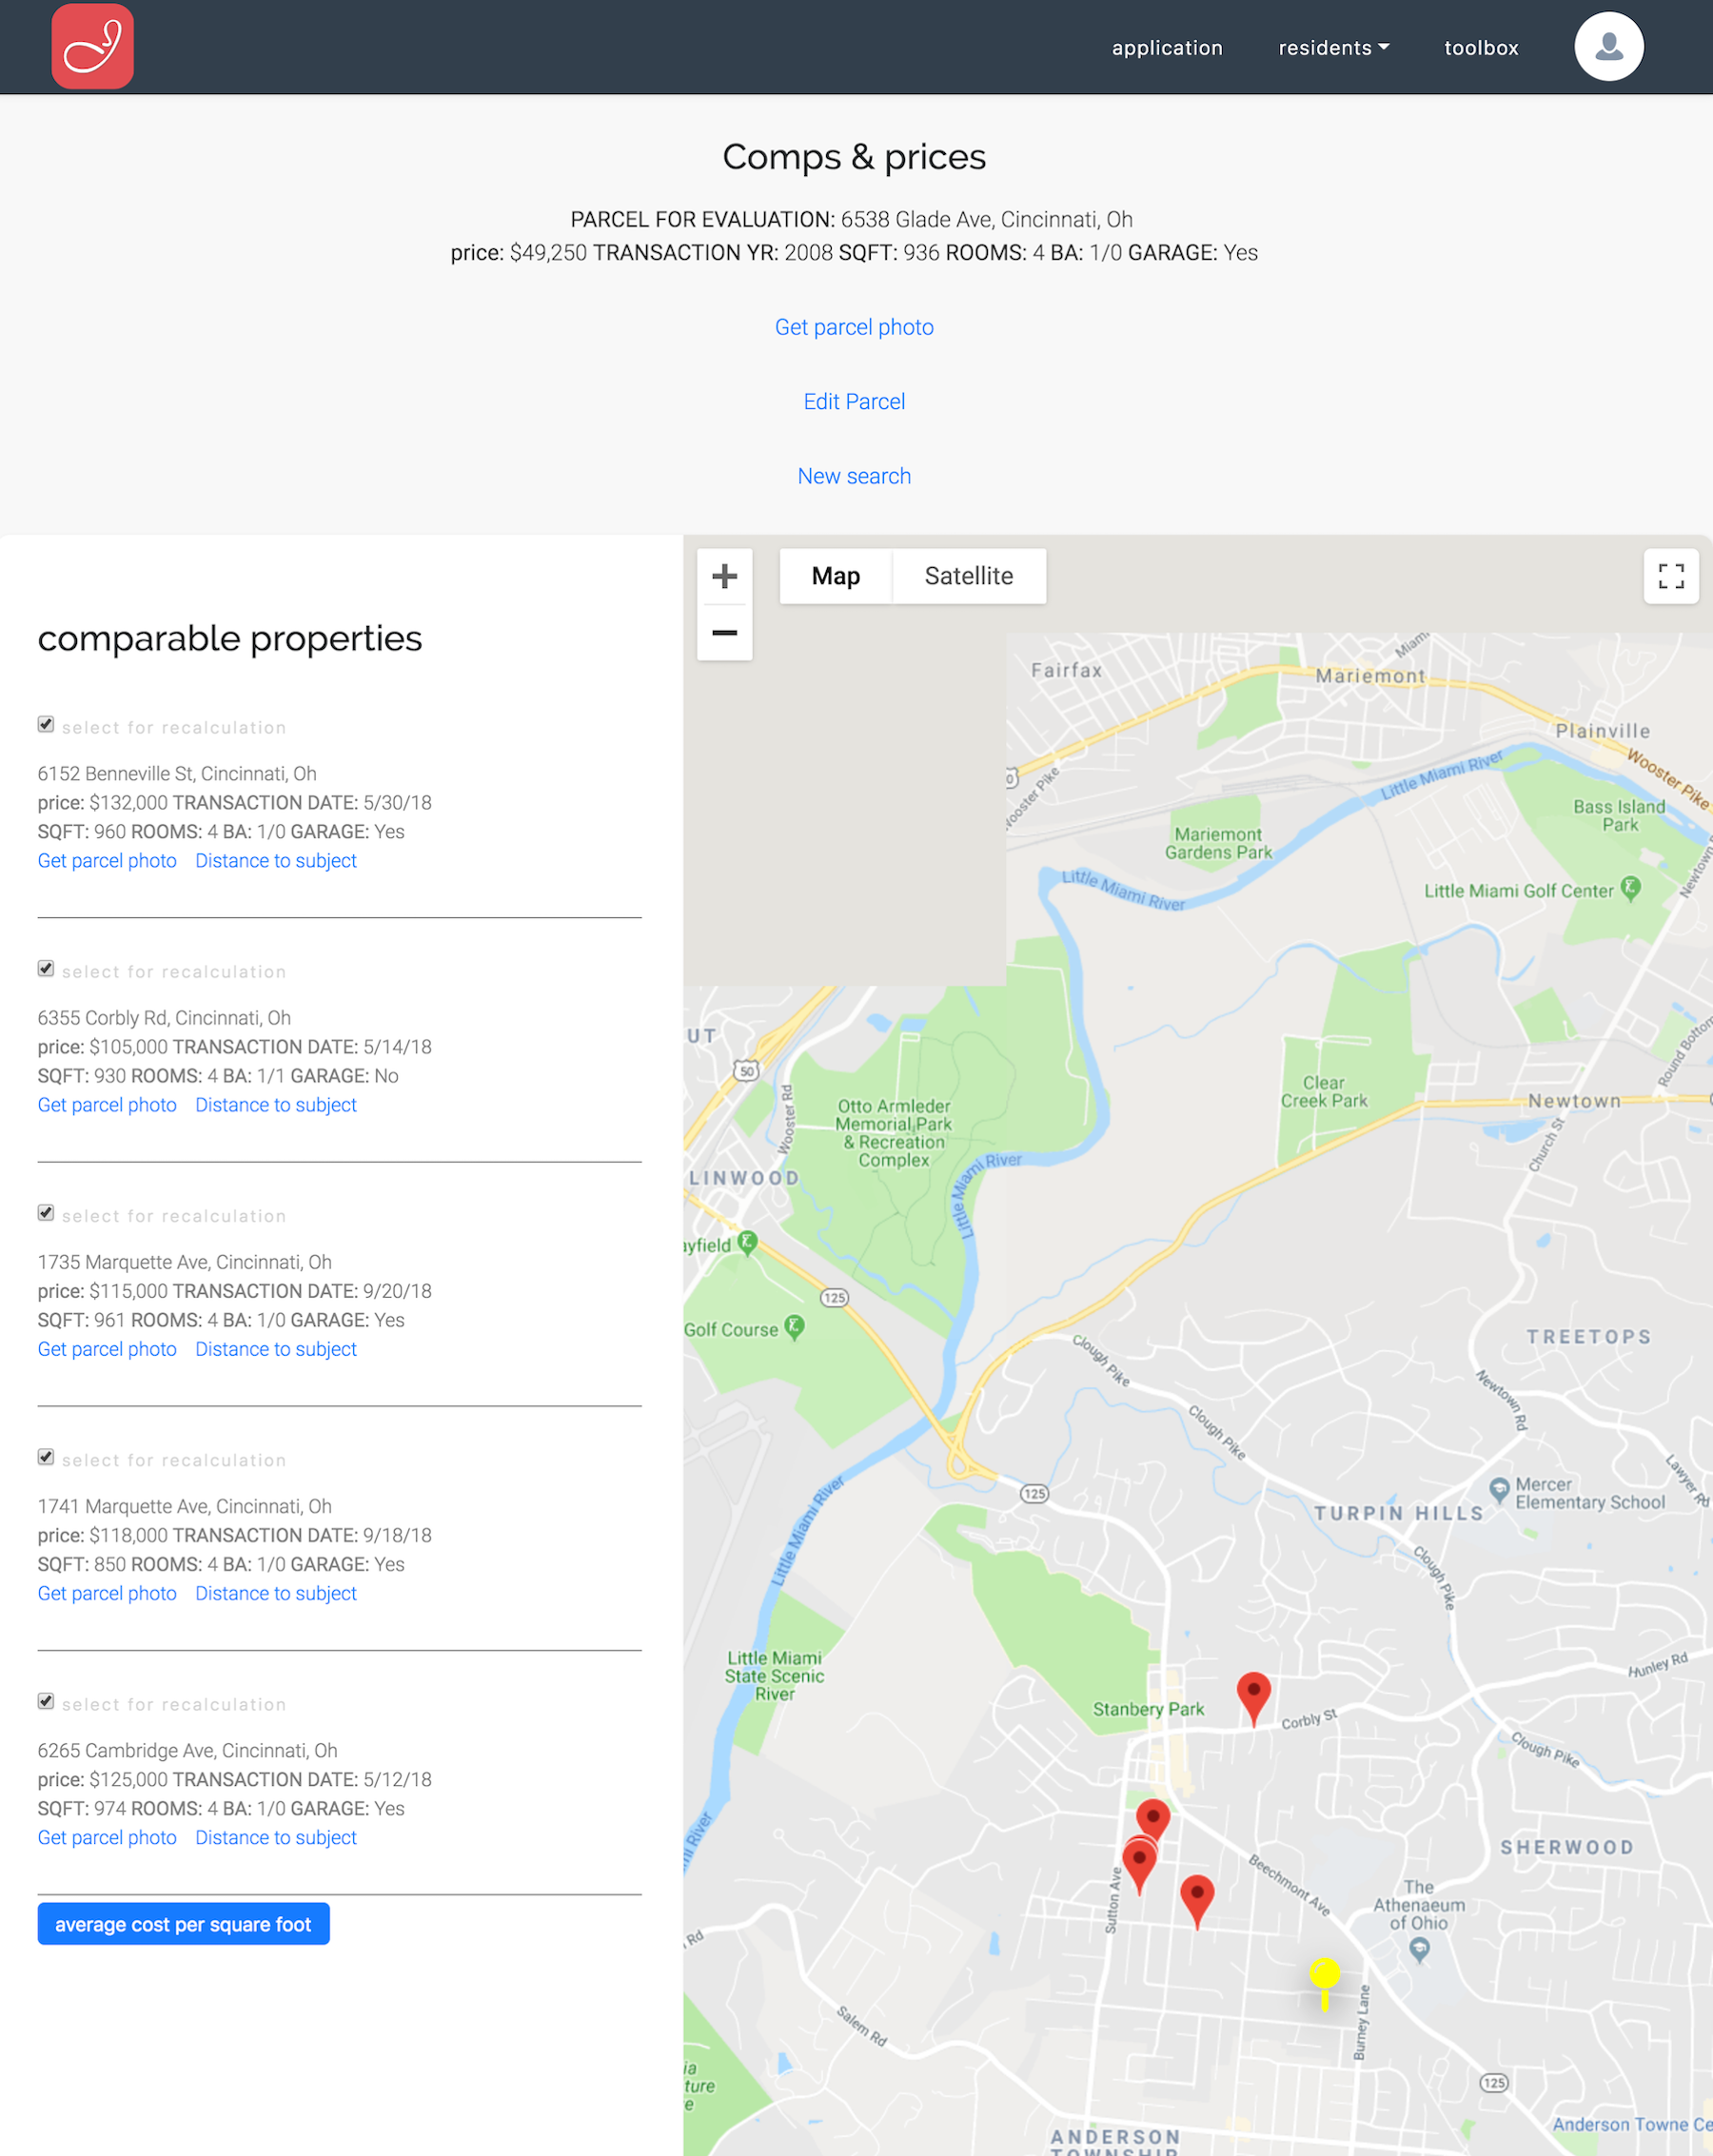 application
residents
toolbox
Comps & prices
PARCEL FOR EVALUATION: 6538 Glade Ave, Cincinnati, Oh
price: $49,250 TRANSACTION YR: 2008 SQFT: 936 ROOMS: 4 BA: 1/0 GARAGE: Yes
Get parcel photo
Edit Parcel
New search
comparable properties
select for recalculation
6152 Benneville St, Cincinnati, Oh
price: $132,000 TRANSACTION DATE: 5/30/18
SQFT: 960 ROOMS: 4 BA: 1/0 GARAGE: Yes
Get parcel photo Distance to subject
select for recalculation
6355 Corbly Rd, Cincinnati, Oh
price: $105,000 TRANSACTION DATE: 5/14/18
SQFT: 930 ROOMS: 4 BA: 1/1 GARAGE: No
Get parcel photo Distance to subject
select for recalculation
1735 Marquette Ave, Cincinnati, Oh
price: $115,000 TRANSACTION DATE: 9/20/18
SQFT: 961 ROOMS: 4 BA: 1/0 GARAGE: Yes
Get parcel photo Distance to subject
select for recalculation
1741 Marquette Ave, Cincinnati, Oh
price: $118,000 TRANSACTION DATE: 9/18/18
SQFT: 850 ROOMS: 4 BA: 1/0 GARAGE: Yes
Get parcel photo Distance to subject
select for recalculation
6265 Cambridge Ave, Cincinnati, Oh
price: $125,000 TRANSACTION DATE: 5/12/18
SQFT: 974 ROOMS: 4 BA: 1/0 GARAGE: Yes
Get parcel photo Distance to subject
average cost per square foot
Map
Satellite
Fairfax
Mariemont
Miam
Plainville
Wooster Pike
Wooster Pike
Little Miami River
Bass Island
Park
Mariemont
Gardens Park
Little Miami River
Little Miami Golf Center
Newtown
UT
50
Wooster Rd
Otto Armleder
Memorial Park
& Recreation
Complex
Clear
Creek Park
Round Bottom
Newtown
Church St
LINWOOD
Little Miami River
ayfield
125
Golf Course
Clough Pike
TREETOPS
Newtown Rd
Clough Pike
Lawyer Rd
Mercer
Elementary School
125
TURPIN HILLS
Little Miami River
Clough Pike
Little Miami
State Scenic
River
Hunley Rd
Stanbery Park
Corbly St
Clough Pike
mi River
SHERWOOD
Beechmont Ave
The
Athenaeum
of Ohio
Sutton Ave
Rd
Salem Rd
Burney Lane
ia
ture
e
125
Anderson Towne Ce
ANDERSON
TOWNSHIP